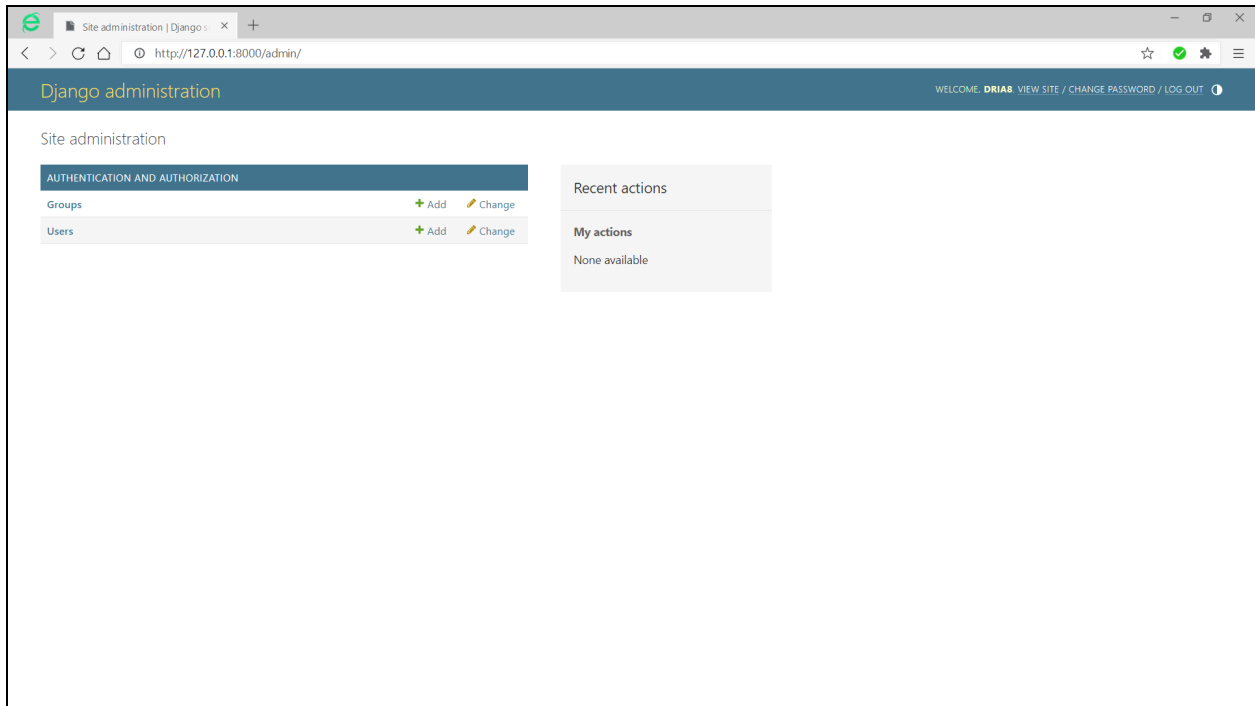 Site administration | Django s
http://127.0.0.1:8000/admin/
Django administration
WELCOME, DRIA8. VIEW SITE / CHANGE PASSWORD / LOG OUT
Site administration
AUTHENTICATION AND AUTHORIZATION
Groups + Add Change
Users + Add Change
Recent actions
My actions
None available